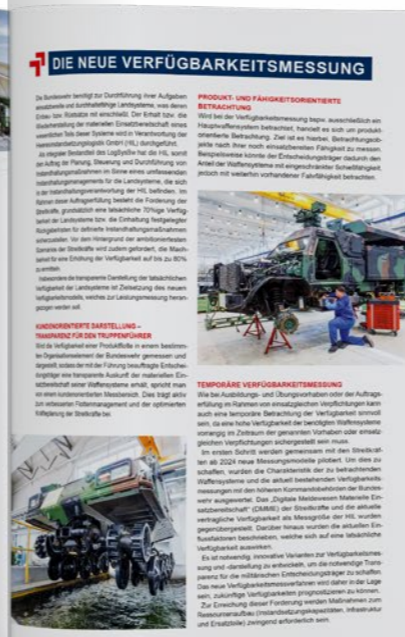 DIE NEUE VERFÜGBARKEITSMESSUNG
Die Bundeswehr benötigt zur Durchführung ihrer Aufgaben
einsatzbereite und durchhaltefähige Landsysteme, was deren
Einbau- bzw. Rüstsätze mit einschließt. Der Erhalt bzw. die
Wiederherstellung der materiellen Einsatzbereitschaft eines
wesentlichen Teils dieser Systeme wird in Verantwortung der
Heeresinstandsetzungslogistik GmbH (HIL) durchgeführt.
Als integraler Bestandteil des LogSysBw hat die HIL somit
den Auftrag der Planung, Steuerung und Durchführung von
Instandhaltungsmaßnahmen im Sinne eines umfassenden
Instandhaltungsmanagements für die Landsysteme, die sich
in der Instandhaltungsverantwortung der HIL befinden. Im
Rahmen dieser Auftragserfüllung besteht die Forderung der
Streitkräfte, grundsätzlich eine tatsächliche 70%ige Verfüg-
barkeit der Landsysteme bzw. die Einhaltung festgelegter
Rückgabefristen für definierte Instandhaltungsmaßnahmen
sicherzustellen. Vor dem Hintergrund der ambitioniertesten
Szenarien der Streitkräfte wird zudem gefordert, die Mach-
barkeit für eine Erhöhung der Verfügbarkeit auf bis zu 80%
zu ermitteln.
Insbesondere die transparente Darstellung der tatsächlichen
Verfügbarkeit der Landsysteme ist Zielsetzung des neuen
Verfügbarkeitsmodells, welches zur Leistungsmessung heran-
gezogen werden soll.
KUNDENORIENTIERTE DARSTELLUNG –
TRANSPARENZ FÜR DEN TRUPPENFÜHRER
Wird die Verfügbarkeit einer Produktflotte in einem bestimm-
ten Organisationselement der Bundeswehr gemessen und
dargestellt, sodass der mit der Führung beauftragte Entschei-
dungsträger eine transparente Auskunft der materiellen Ein-
satzbereitschaft seiner Waffensysteme erhält, spricht man
von einem kundenorientierten Messbereich. Dies trägt aktiv
zum verbesserten Flottenmanagement und der optimierten
Kräfteplanung der Streitkräfte bei.
PRODUKT- UND FÄHIGKEITSORIENTIERTE
BETRACHTUNG
Wird bei der Verfügbarkeitsmessung bspw. ausschließlich ein
Hauptwaffensystem betrachtet, handelt es sich um produkt-
orientierte Betrachtung. Ziel ist es hierbei, Betrachtungsob-
jekte nach ihrer noch einsatzbereiten Fähigkeit zu messen.
Beispielsweise könnte der Entscheidungsträger dadurch den
Anteil der Waffensysteme mit eingeschränkter Schießfähigkeit,
jedoch mit weiterhin vorhandener Fahrfähigkeit betrachten.
TEMPORÄRE VERFÜGBARKEITSMESSUNG
Wie bei Ausbildungs- und Übungsvorhaben oder der Auftrags-
erfüllung im Rahmen von einsatzgleichen Verpflichtungen kann
auch eine temporäre Betrachtung der Verfügbarkeit sinnvoll
sein, da eine hohe Verfügbarkeit der benötigten Waffensysteme
vorrangig im Zeitraum der genannten Vorhaben oder einsatz-
gleichen Verpflichtungen sichergestellt sein muss.
Im ersten Schritt werden gemeinsam mit den Streitkräf-
ten ab 2024 neue Messungsmodelle pilotiert. Um dies zu
schaffen, wurden die Charakteristik der zu betrachtenden
Waffensysteme und die aktuell bestehenden Verfügbarkeits-
messungen mit den höheren Kommandobehörden der Bundes-
wehr ausgewertet. Das „Digitale Meldewesen Materielle Ein-
satzbereitschaft“ (DMME) der Streitkräfte und die aktuelle
vertragliche Verfügbarkeit als Messgröße der HIL wurden
gegenübergestellt. Darüber hinaus wurden die aktuellen Ein-
flussfaktoren beschrieben, welche sich auf eine tatsächliche
Verfügbarkeit auswirken.
Es ist notwendig, innovative Varianten zur Verfügbarkeitsmes-
sung und -darstellung zu entwickeln, um die notwendige Trans-
parenz für die militärischen Entscheidungsträger zu schaffen.
Das neue Verfügbarkeitsmessverfahren wird daher in der Lage
sein, zukünftige Verfügbarkeiten prognostizieren zu können.
Zur Erreichung dieser Forderung werden Maßnahmen zum
Ressourcenaufbau (Instandsetzungskapazitäten, Infrastruktur
und Ersatzteile) zwingend erforderlich sein.